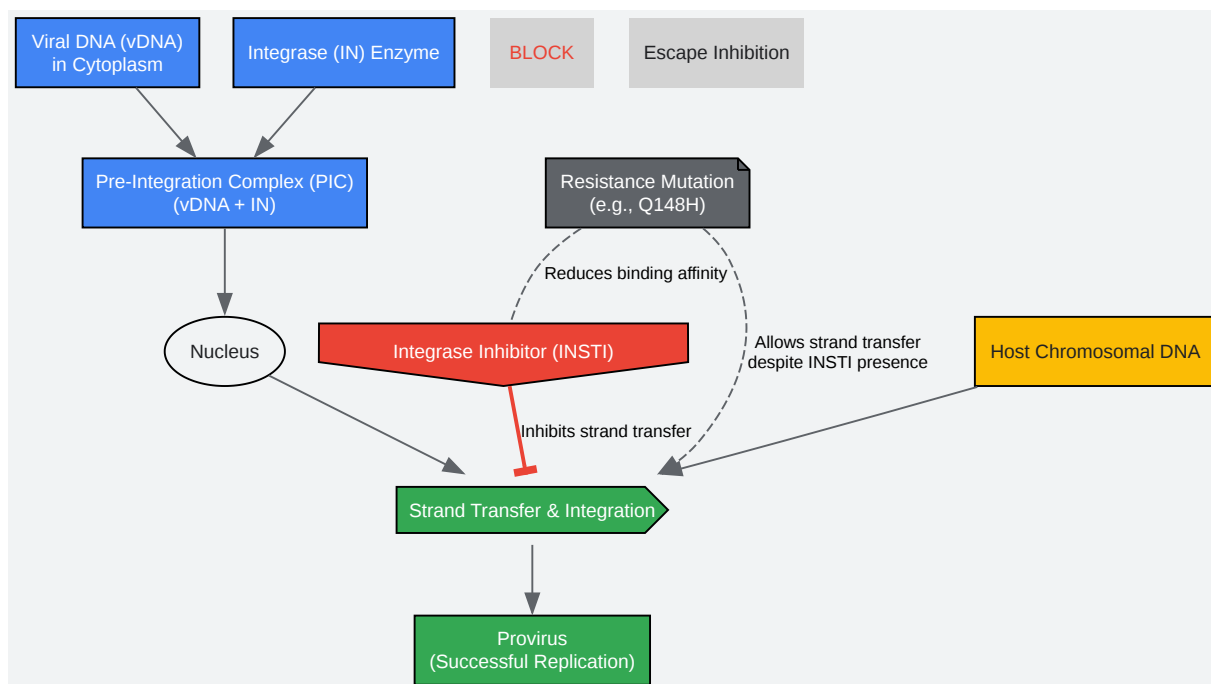 Viral DNA (vDNA)
in Cytoplasm
Integrase (IN) Enzyme
BLOCK
Escape Inhibition
Pre-Integration Complex (PIC)
(vDNA + IN)
Resistance Mutation
(e.g., Q148H)
Reduces binding affinity
Nucleus
Integrase Inhibitor (INSTI)
Allows strand transfer
despite INSTI presence
Host Chromosomal DNA
Inhibits strand transfer
Strand Transfer & Integration
Provirus
(Successful Replication)